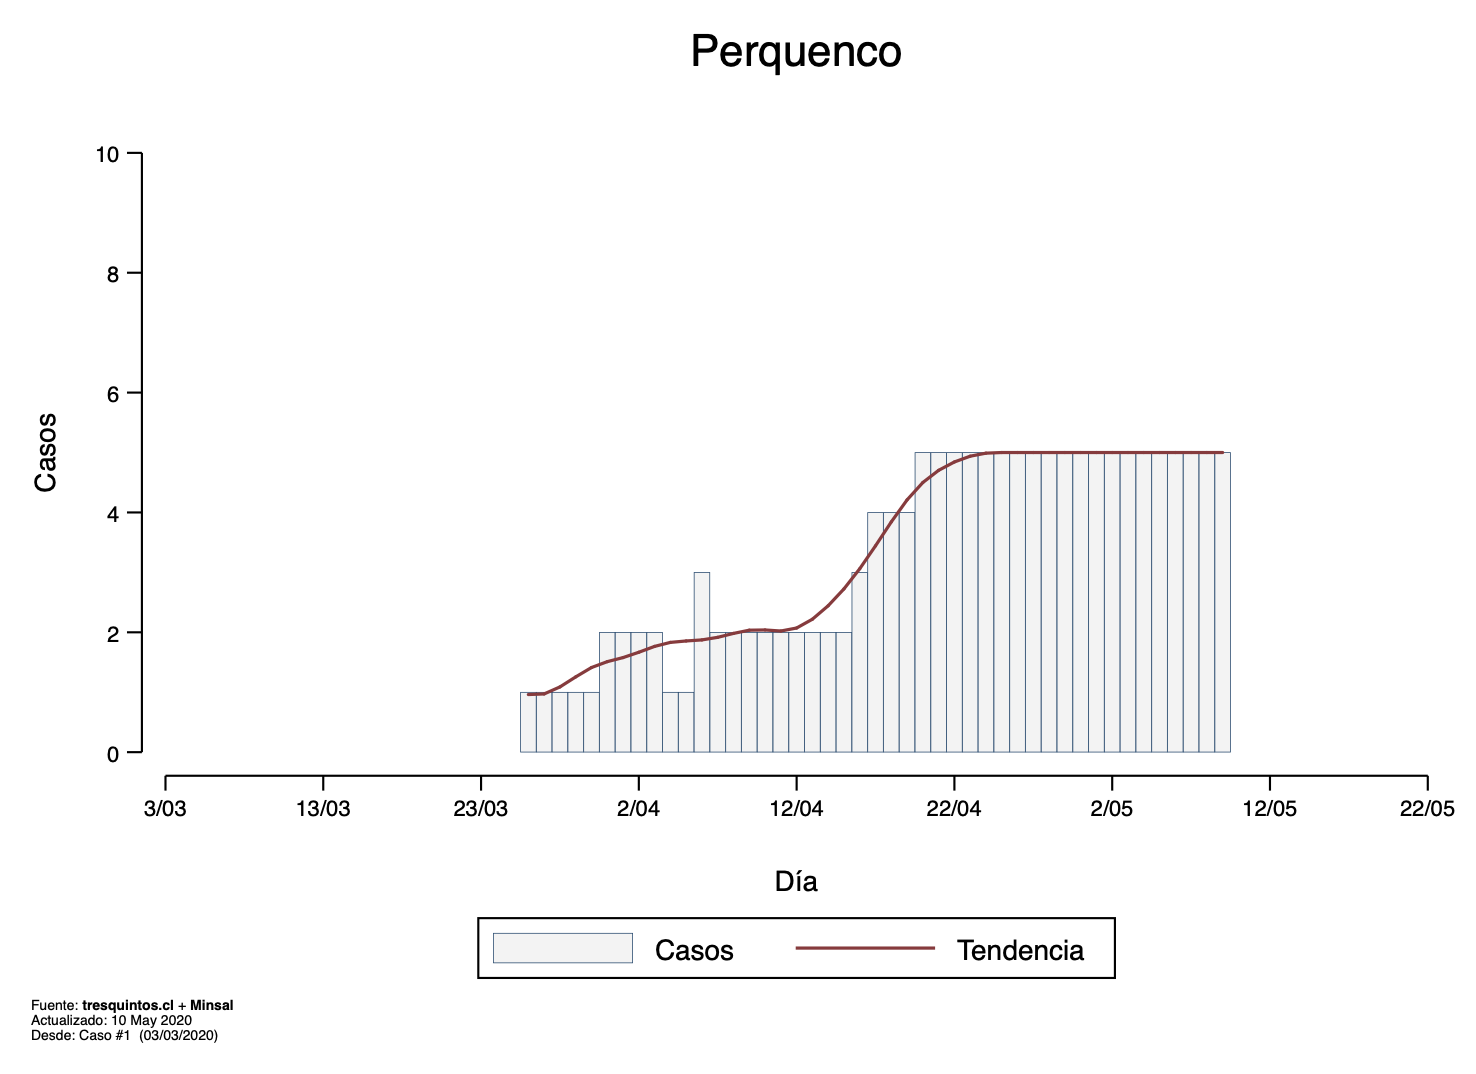 Perquenco
10
8
6
4
2
0
Casos
3/03 13/03 23/03 2/04 12/04 22/04 2/05 12/05 22/05
Día
Casos Tendencia
Fuente: tresquintos.cl + Minsal
Actualizado: 10 May 2020
Desde: Caso #1 (03/03/2020)